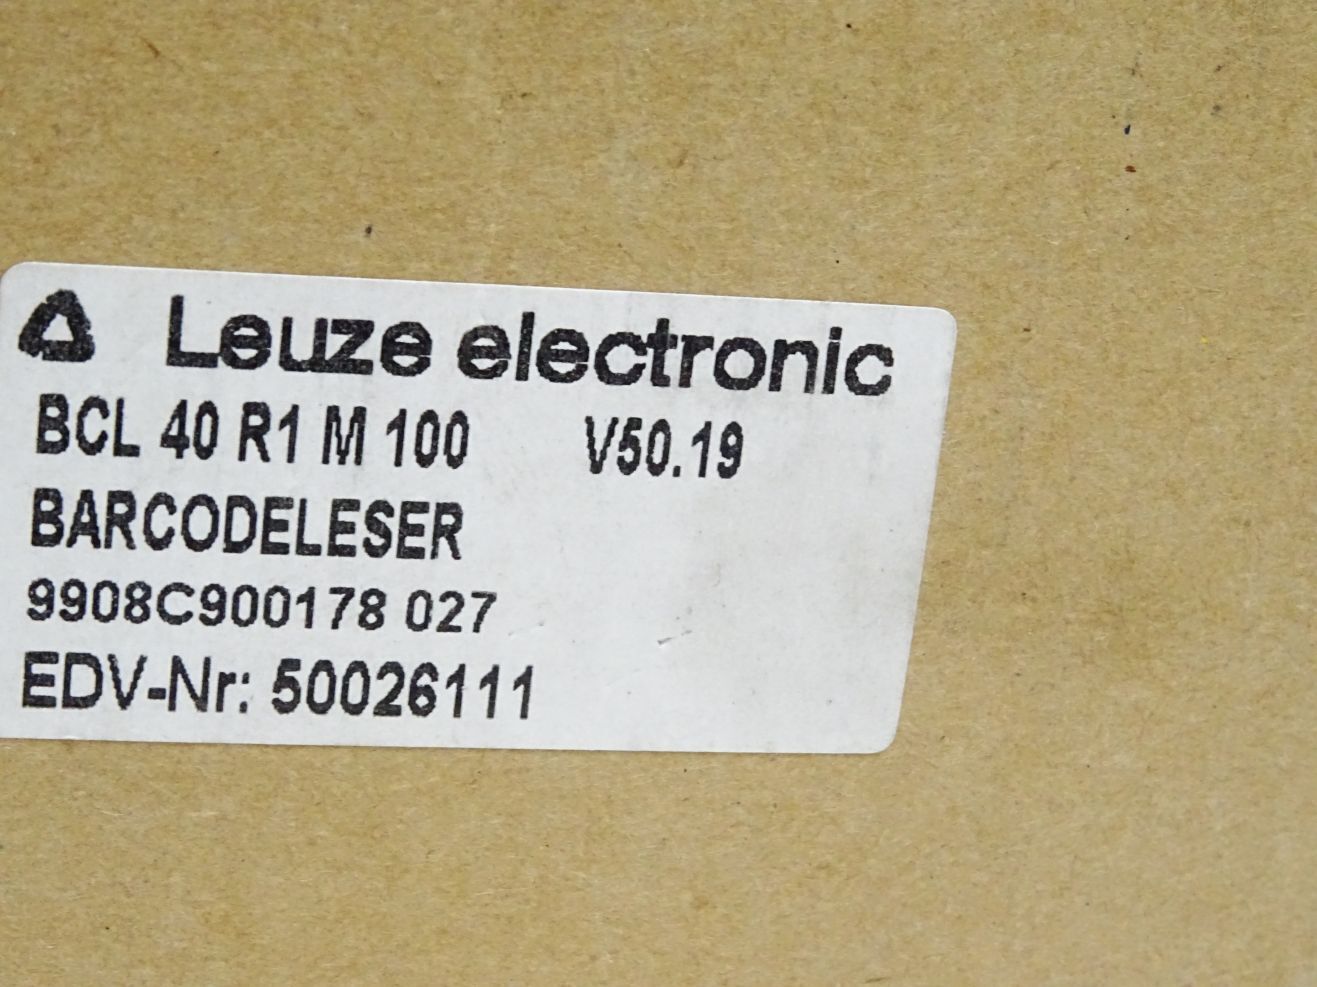 Leuze electronic
BCL 40 R1 M 100 V50.19
BARCODELESER
9908C900178 027
EDV-Nr: 50026111